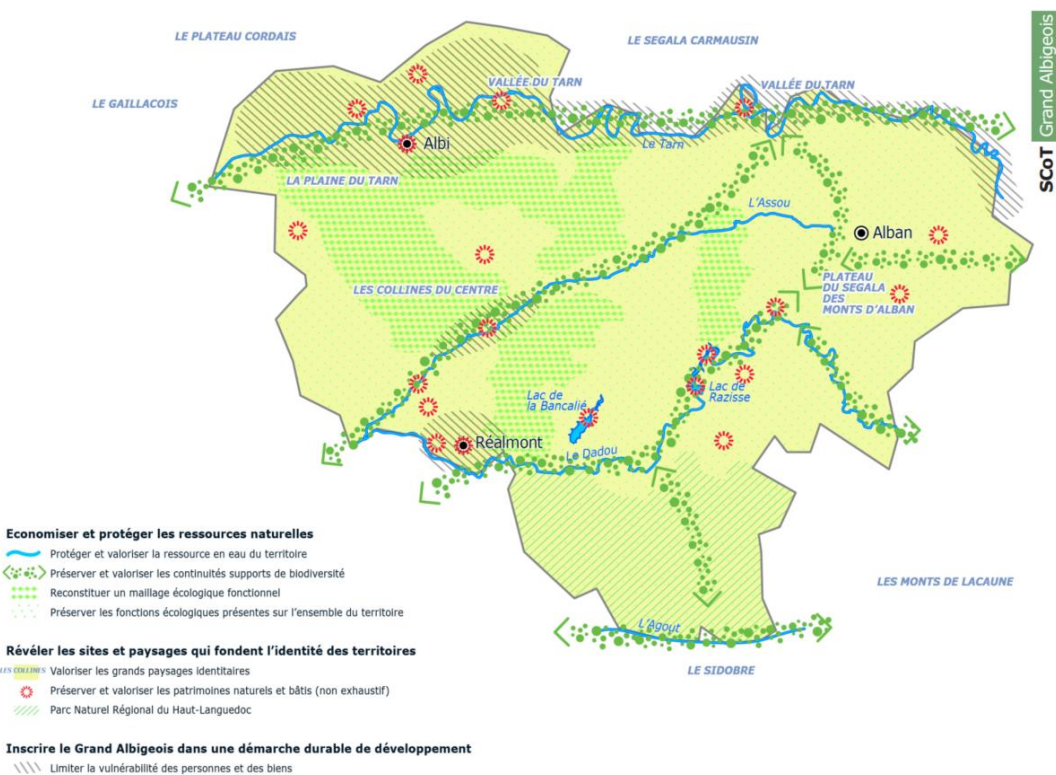 LE PLATEAU CORDAIS
LE SEGALA CARMAUSIN
SCoT Grand Albigeois
LE GAILLACOIS
VALLÉE DU TARN
VALLÉE DU TARN
Albi
Le Tarn
LA PLAINE DU TARN
L'Assou
Alban
LES COLLINES DU CENTRE
PLATEAU
DU SEGALA
DES
MONTS D'ALBAN
Lac de
la Bancalié
Lac de
Razisse
Réalmont
Le Dadou
LES MONTS DE LACAUNE
L'Agout
LE SIDOBRE
Economiser et protéger les ressources naturelles
Protéger et valoriser la ressource en eau du territoire
Préserver et valoriser les continuités supports de biodiversité
Reconstituer un maillage écologique fonctionnel
Préserver les fonctions écologiques présentes sur l'ensemble du territoire
Révéler les sites et paysages qui fondent l'identité des territoires
LES COLLINES Valoriser les grands paysages identitaires
Préserver et valoriser les patrimoines naturels et bâtis (non exhaustif)
Parc Naturel Régional du Haut-Languedoc
Inscrire le Grand Albigeois dans une démarche durable de développement
Limiter la vulnérabilité des personnes et des biens